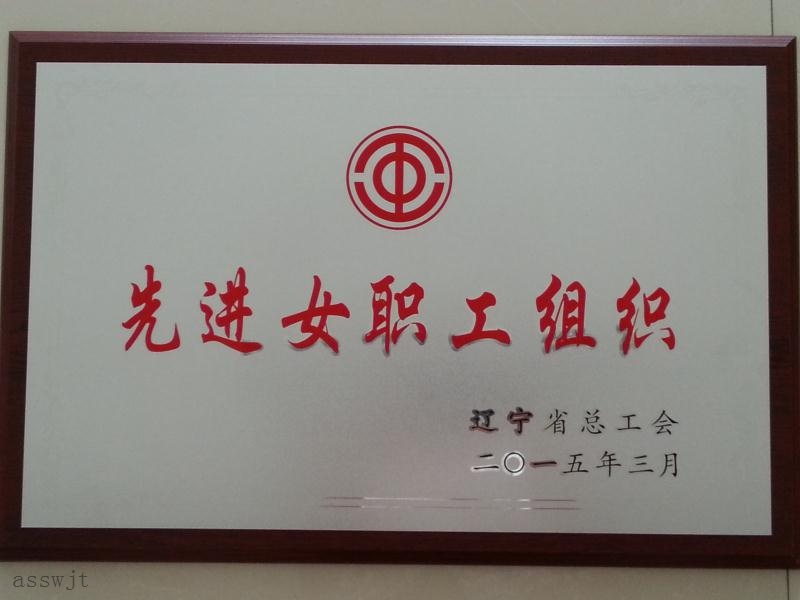 先进女职工组织
辽宁省总工会
二〇一五年三月
asswjt